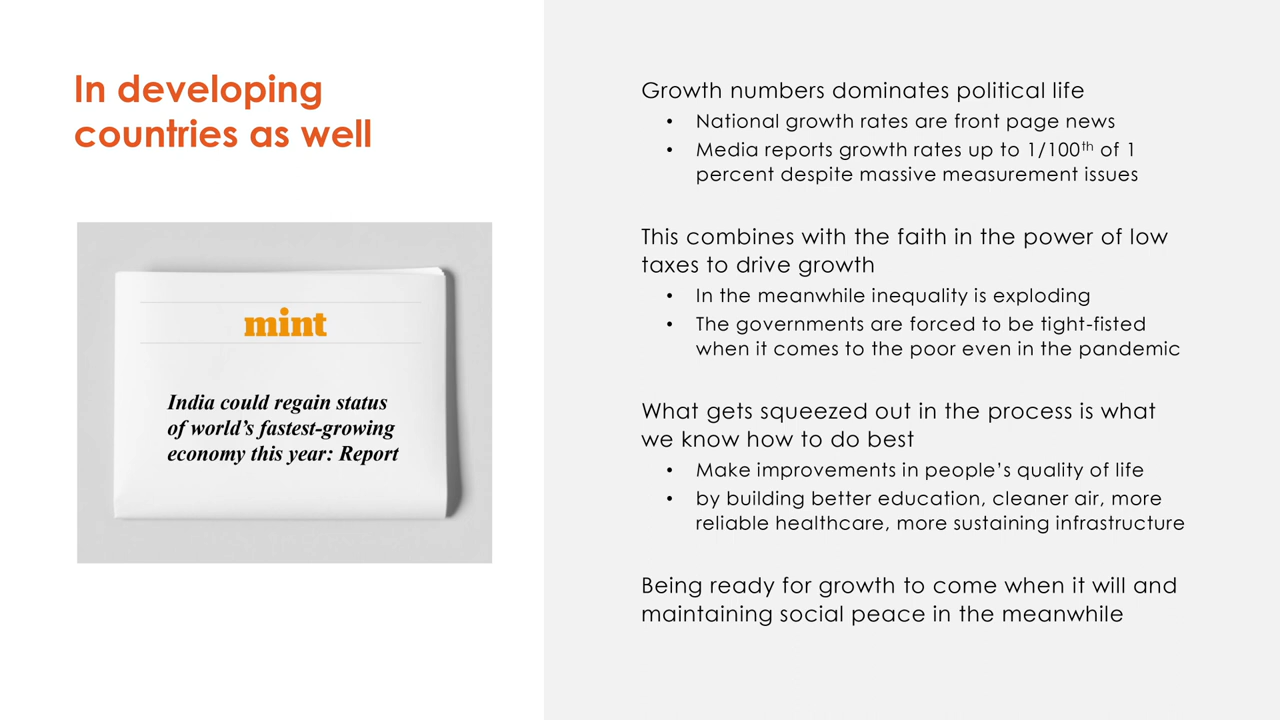 In developing
countries as well
mint
India could regain status
of world's fastest-growing
economy this year: Report
Growth numbers dominates political life
• National growth rates are front page news
• Media reports growth rates up to 1/100th of 1
percent despite massive measurement issues
This combines with the faith in the power of low
taxes to drive growth
• In the meanwhile inequality is exploding
• The governments are forced to be tight-fisted
when it comes to the poor even in the pandemic
What gets squeezed out in the process is what
we know how to do best
• Make improvements in people's quality of life
• by building better education, cleaner air, more
reliable healthcare, more sustaining infrastructure
Being ready for growth to come when it will and
maintaining social peace in the meanwhile